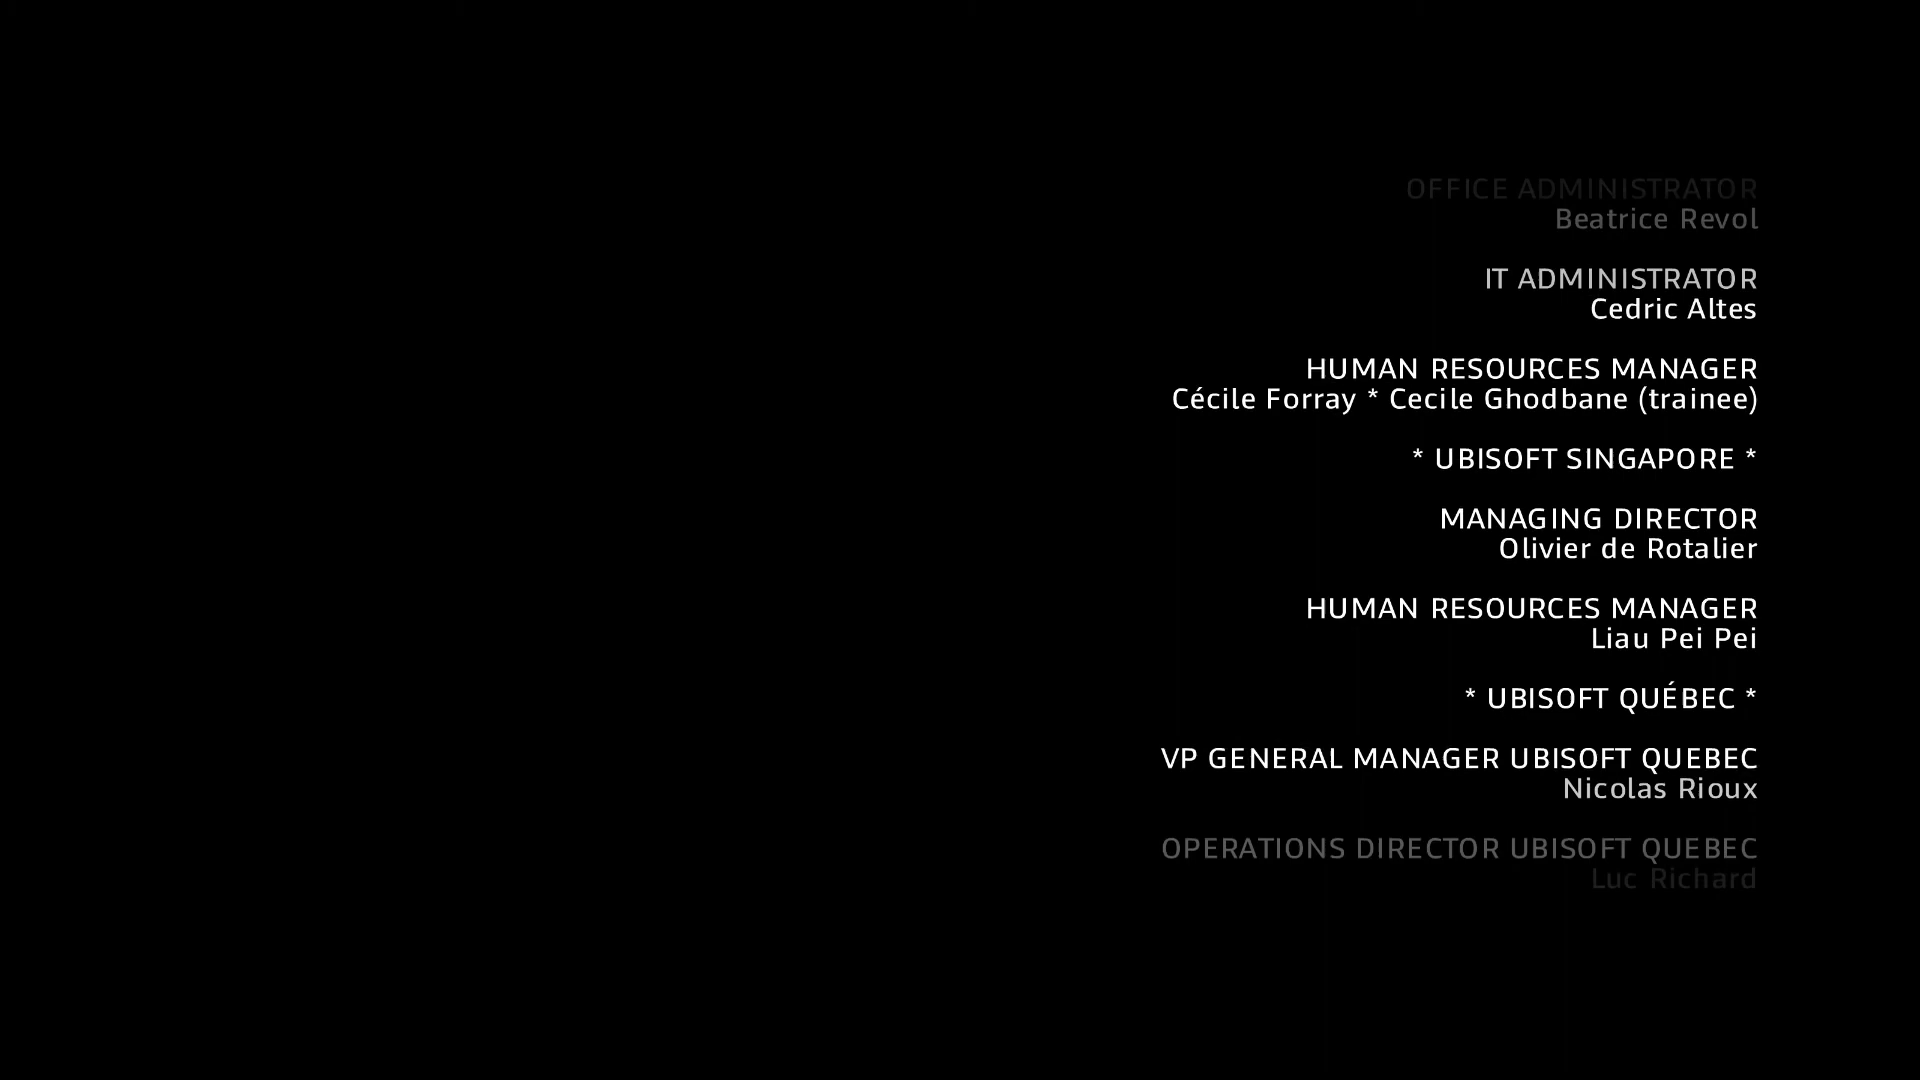 OFFICE ADMINISTRATOR
Beatrice Revol
IT ADMINISTRATOR
Cedric Altes
HUMAN RESOURCES MANAGER
Cécile Forray * Cecile Ghodbane (trainee)
* UBISOFT SINGAPORE *
MANAGING DIRECTOR
Olivier de Rotalier
HUMAN RESOURCES MANAGER
Liau Pei Pei
* UBISOFT QUÉBEC *
VP GENERAL MANAGER UBISOFT QUEBEC
Nicolas Rioux
OPERATIONS DIRECTOR UBISOFT QUEBEC
Luc Richard